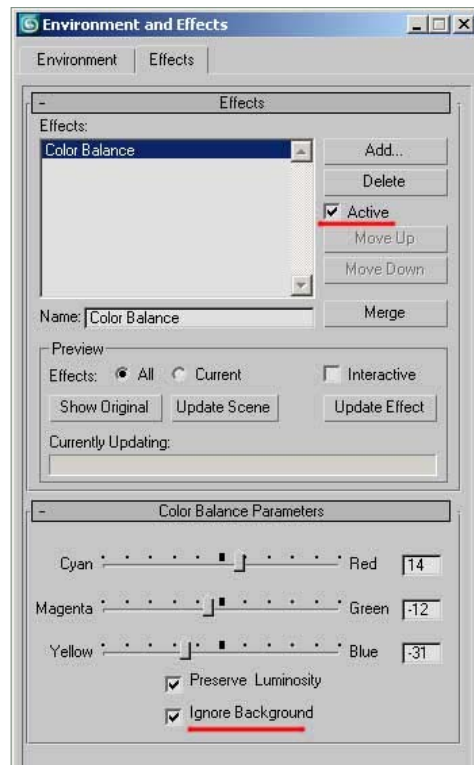 Environment and Effects
Environment Effects
- Effects
Effects:
Color Balance
Add...
Delete
Active
Move Up
Move Down
Name: Color Balance
Merge
Preview
Effects: All Current Interactive
Show Original Update Scene Update Effect
Currently Updating:
- Color Balance Parameters
Cyan Red 14
Magenta Green -12
Yellow Blue -31
Preserve Luminosity
Ignore Background